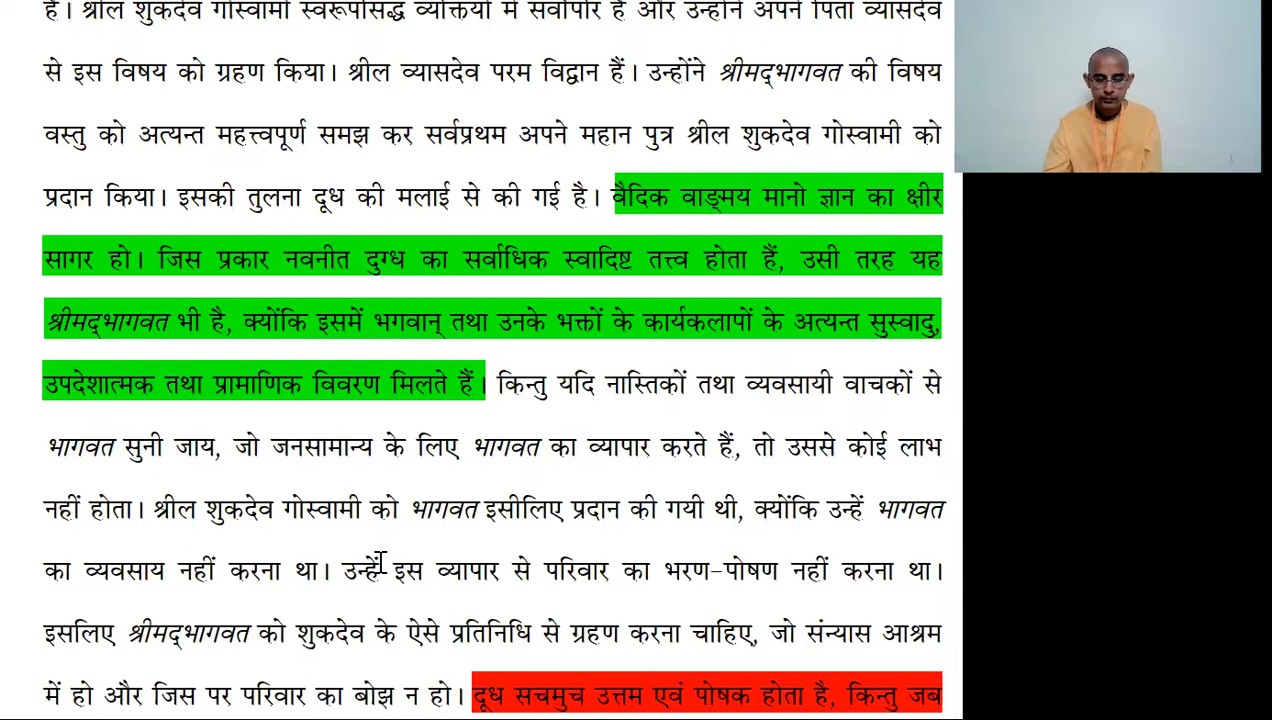 हैं। श्रील शुकदेव गोस्वामी स्वरूपसिद्ध व्यक्तियों में सर्वोपरि हैं और उन्होंने अपने पिता व्यासदेव
से इस विषय को ग्रहण किया। श्रील व्यासदेव परम विद्वान हैं। उन्होंने श्रीमद्भागवत की विषय
वस्तु को अत्यन्त महत्त्वपूर्ण समझ कर सर्वप्रथम अपने महान पुत्र श्रील शुकदेव गोस्वामी को
प्रदान किया। इसकी तुलना दूध की मलाई से की गई है। वैदिक वाङ्मय मानो ज्ञान का क्षीर
सागर हो। जिस प्रकार नवनीत दुग्ध का सर्वाधिक स्वादिष्ट तत्त्व होता हैं, उसी तरह यह
श्रीमद्भागवत भी है, क्योंकि इसमें भगवान् तथा उनके भक्तों के कार्यकलापों के अत्यन्त सुस्वादु,
उपदेशात्मक तथा प्रामाणिक विवरण मिलते हैं। किन्तु यदि नास्तिकों तथा व्यवसायी वाचकों से
भागवत सुनी जाय, जो जनसामान्य के लिए भागवत का व्यापार करते हैं, तो उससे कोई लाभ
नहीं होता। श्रील शुकदेव गोस्वामी को भागवत इसीलिए प्रदान की गयी थी, क्योंकि उन्हें भागवत
का व्यवसाय नहीं करना था। उन्हें इस व्यापार से परिवार का भरण-पोषण नहीं करना था।
इसलिए श्रीमद्भागवत को शुकदेव के ऐसे प्रतिनिधि से ग्रहण करना चाहिए, जो संन्यास आश्रम
में हो और जिस पर परिवार का बोझ न हो। दूध सचमुच उत्तम एवं पोषक होता है, किन्तु जब